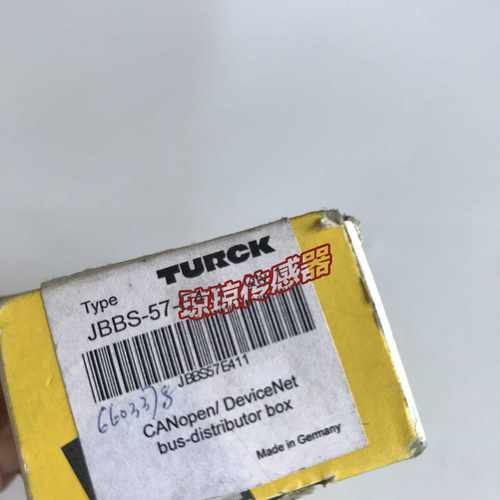 TURCK
Type
JBBS-57-
琼琼传感器
JBBS57E411
6603378
CANopen/ DeviceNet
bus-distributor box
Made in Germany